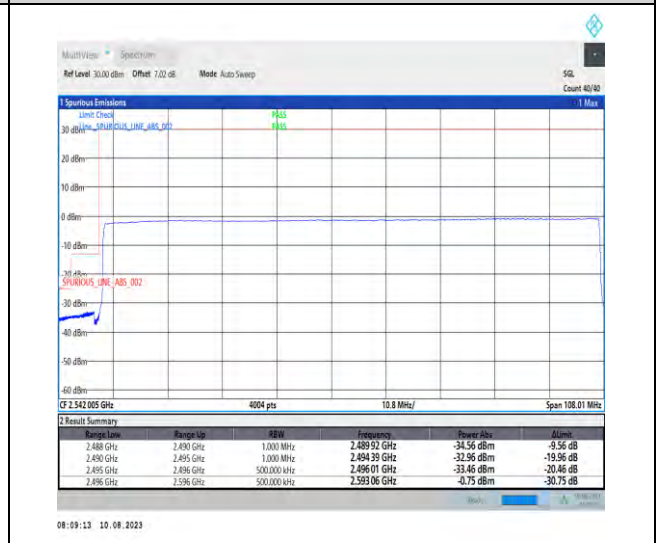 MultiView Spectrum
Ref Level 30.00 dBm Offset 7.02 dB Mode Auto Sweep SGL
Count 40/40
1 Spurious Emissions 1 Max
Limit Check PASS
Line _SPURIOUS_LINE_ABS_002 PASS
30 dBm
20 dBm
10 dBm
0 dBm
-10 dBm
-20 dBm
SPURIOUS_LINE_ABS_002
-30 dBm
-40 dBm
-50 dBm
-60 dBm
CF 2.542 005 GHz 4004 pts 10.8 MHz/ Span 108.01 MHz
2 Result Summary
Range Low Range Up RBW Frequency Power Abs ΔLimit
2.488 GHz 2.490 GHz 1.000 MHz 2.489 92 GHz -34.56 dBm -9.56 dB
2.490 GHz 2.495 GHz 1.000 MHz 2.494 39 GHz -32.96 dBm -19.96 dB
2.495 GHz 2.496 GHz 500.000 kHz 2.496 01 GHz -33.46 dBm -20.46 dB
2.496 GHz 2.596 GHz 500.000 kHz 2.593 06 GHz -0.75 dBm -30.75 dB
08:09:13 10.08.2023